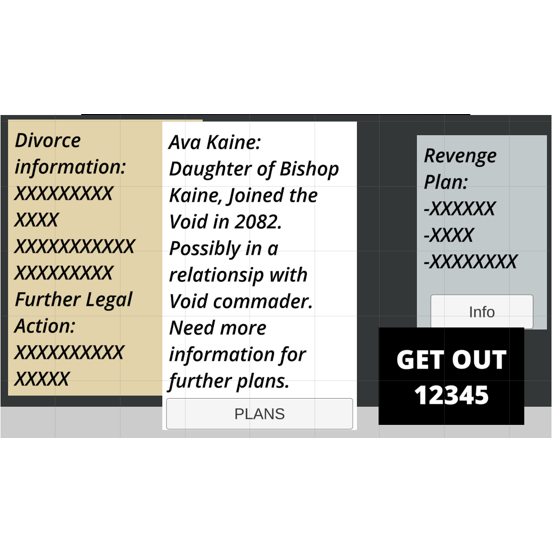 Divorce
information:
XXXXXXXXX
XXXX
XXXXXXXXXXX
XXXXXXXXX
Further Legal
Action:
XXXXXXXXXX
XXXXX
Ava Kaine:
Daughter of Bishop
Kaine, Joined the
Void in 2082.
Possibly in a
relationsip with
Void commader.
Need more
information for
further plans.
PLANS
Revenge
Plan:
-XXXXXX
-XXXX
-XXXXXXXX
Info
GET OUT
12345